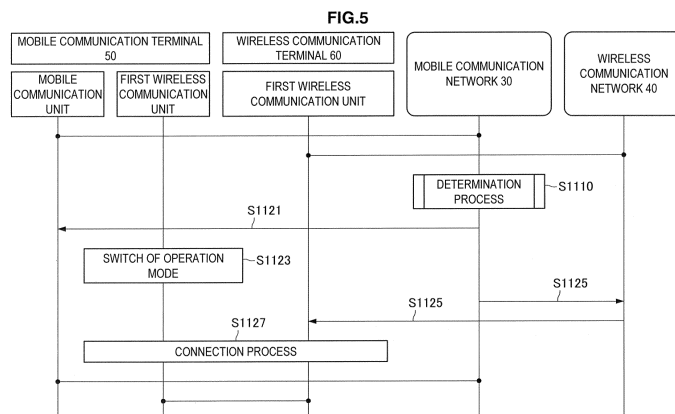 FIG.5
MOBILE COMMUNICATION TERMINAL
50
WIRELESS COMMUNICATION
TERMINAL 60
MOBILE COMMUNICATION
NETWORK 30
WIRELESS
COMMUNICATION
NETWORK 40
MOBILE
COMMUNICATION
UNIT
FIRST WIRELESS
COMMUNICATION
UNIT
FIRST WIRELESS
COMMUNICATION UNIT
DETERMINATION
PROCESS
S1110
S1121
SWITCH OF OPERATION
MODE
S1123
S1125
S1125
S1127
CONNECTION PROCESS